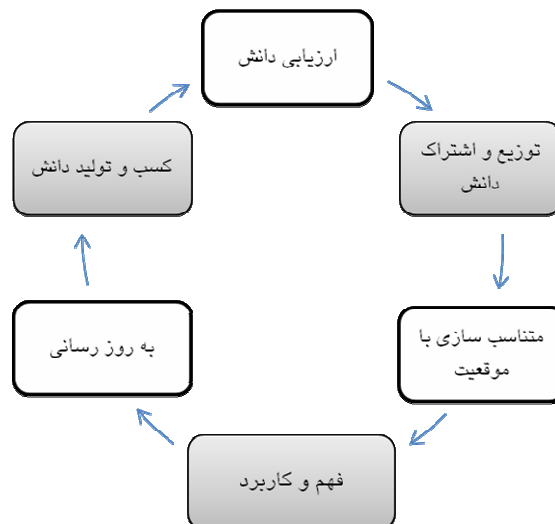 ارزیابی دانش
توزیع و اشتراک
دانش
متناسب سازی با
موقعیت
فهم و کاربرد
به روز رسانی
کسب و تولید دانش